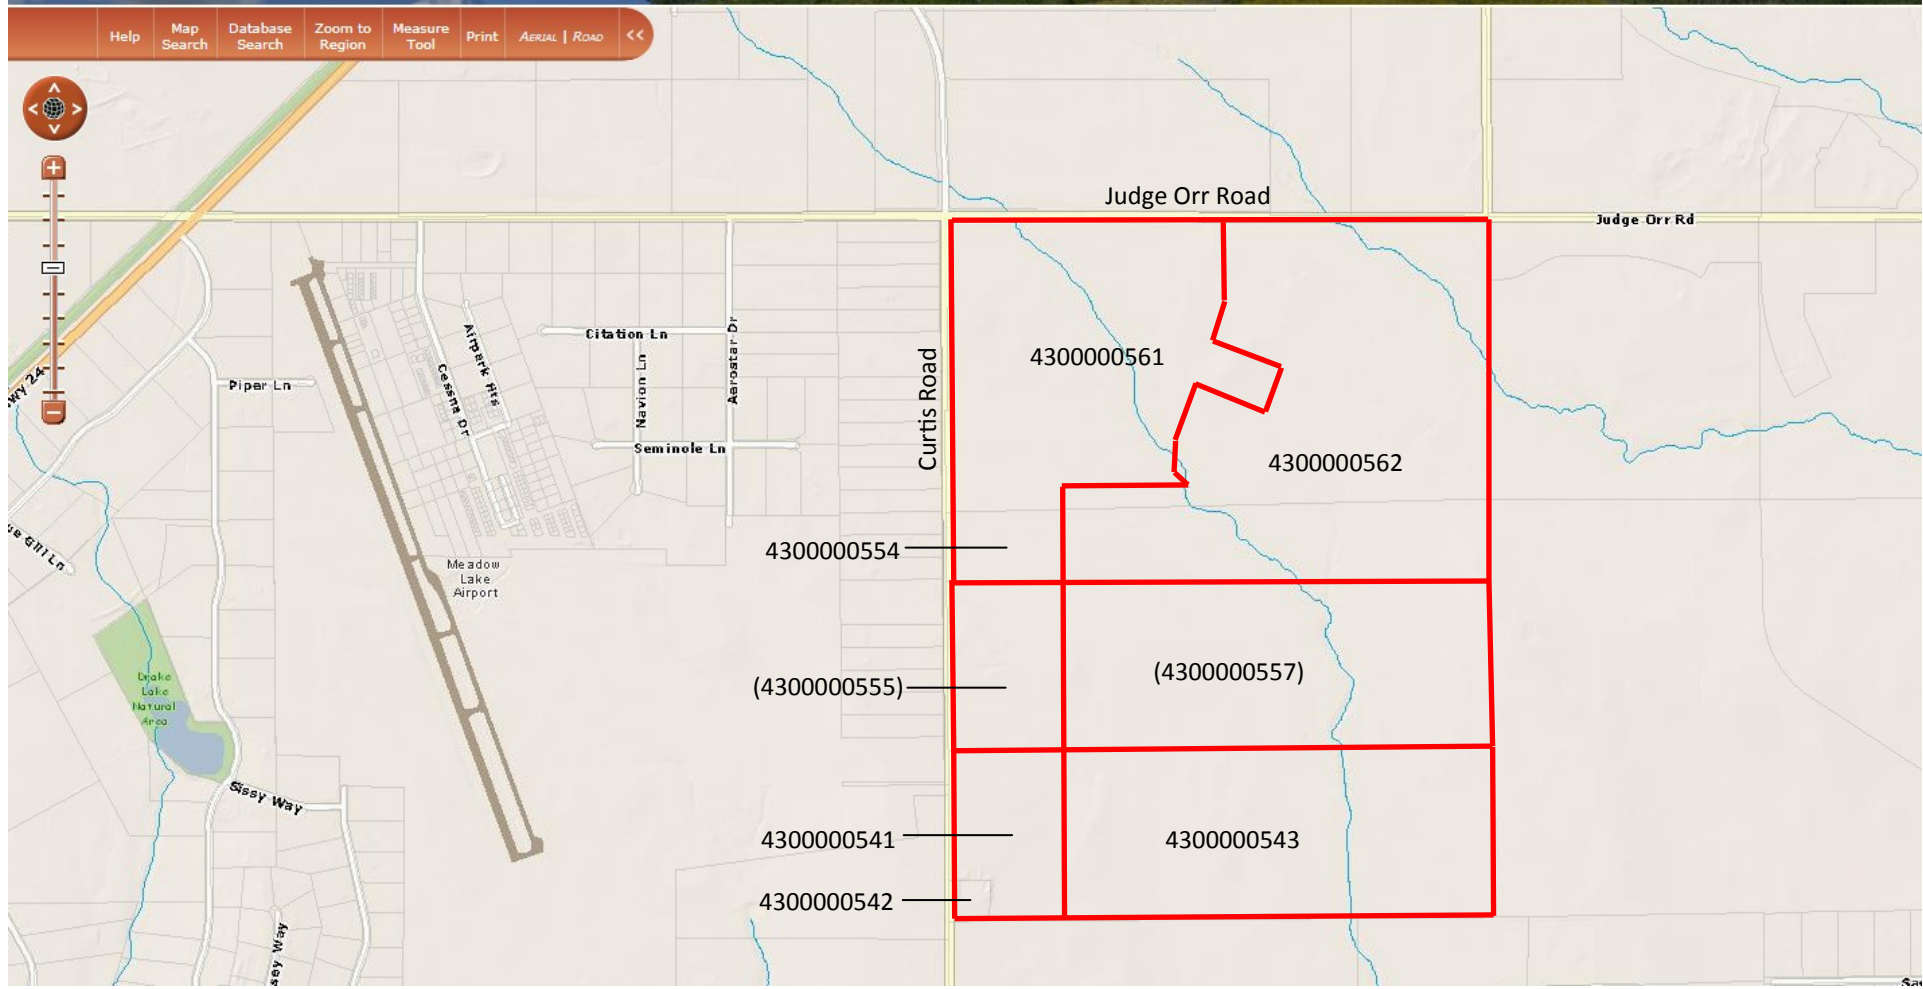 Help
Map Search
Database Search
Zoom to Region
Measure Tool
Print
AERIAL | ROAD
<<
Judge Orr Road
Judge Orr Rd
Citation Ln
Airpark Hts
Cessna Dr
Navion Ln
Aerostar Dr
Piper Ln
Seminole Ln
Curtis Road
4300000561
4300000562
4300000554
Meadow
Lake
Airport
(4300000555)
(4300000557)
Drake
Lake
Natural
Area
Sissy Way
4300000541
4300000543
4300000542